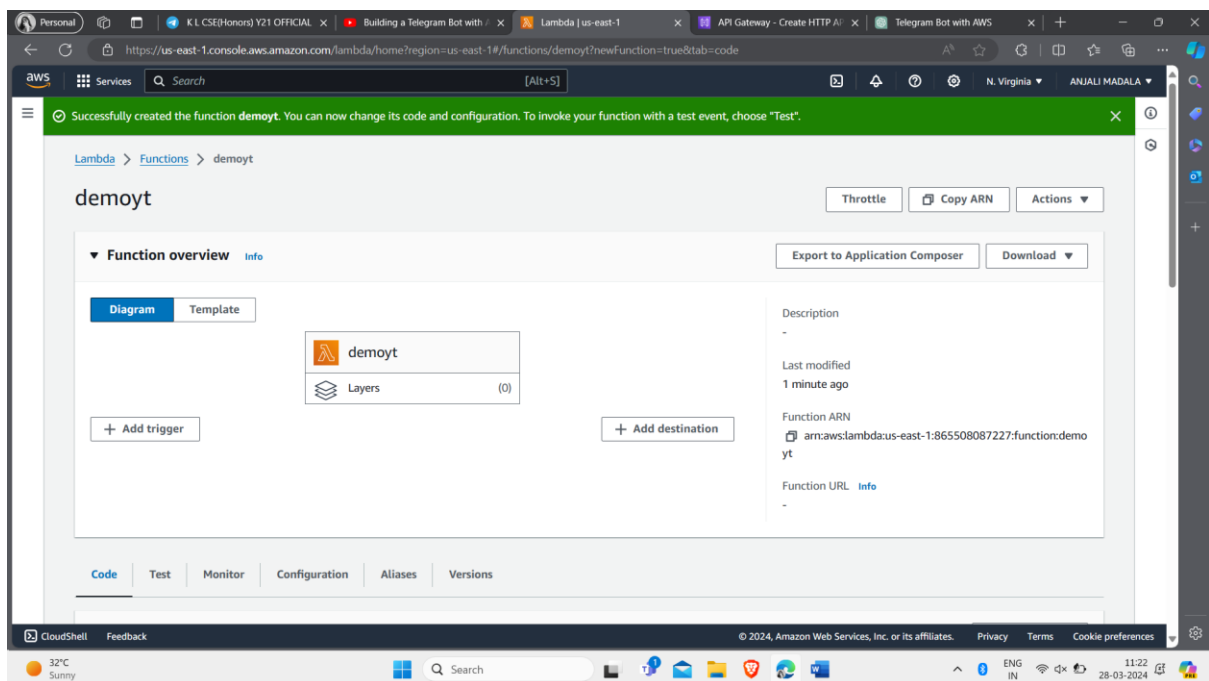 Personal
K L CSE(Honors) Y21 OFFICIAL
Building a Telegram Bot with A
Lambda | us-east-1
API Gateway - Create HTTP AP
Telegram Bot with AWS
https://us-east-1.console.aws.amazon.com/lambda/home?region=us-east-1#/functions/demoyt?newFunction=true&tab=code
aws
Services
Search
[Alt+S]
N. Virginia
ANJALI MADALA
Successfully created the function demoyt. You can now change its code and configuration. To invoke your function with a test event, choose "Test".
Lambda > Functions > demoyt
demoyt
Throttle
Copy ARN
Actions
Function overview Info
Export to Application Composer
Download
Diagram
Template
demoyt
Layers (0)
+ Add trigger
+ Add destination
Description
-
Last modified
1 minute ago
Function ARN
arn:aws:lambda:us-east-1:865508087227:function:demo
yt
Function URL Info
-
Code
Test
Monitor
Configuration
Aliases
Versions
CloudShell
Feedback
© 2024, Amazon Web Services, Inc. or its affiliates.
Privacy
Terms
Cookie preferences
32°C
Sunny
Search
ENG
IN
11:22
28-03-2024